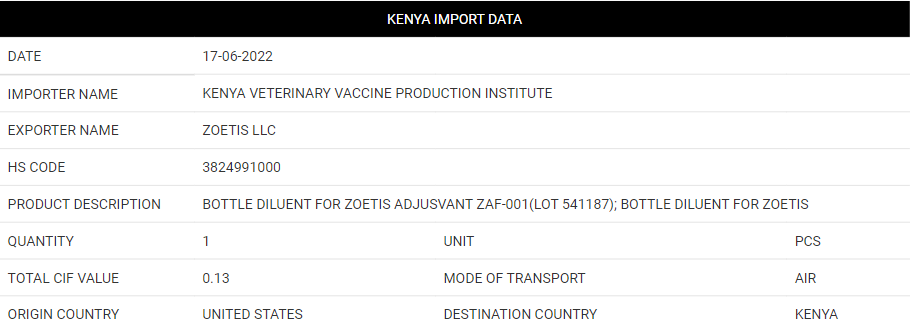 KENYA IMPORT DATA
DATE 17-06-2022
IMPORTER NAME KENYA VETERINARY VACCINE PRODUCTION INSTITUTE
EXPORTER NAME ZOETIS LLC
HS CODE 3824991000
PRODUCT DESCRIPTION BOTTLE DILUENT FOR ZOETIS ADJUSVANT ZAF-001(LOT 541187); BOTTLE DILUENT FOR ZOETIS
QUANTITY 1 UNIT PCS
TOTAL CIF VALUE 0.13 MODE OF TRANSPORT AIR
ORIGIN COUNTRY UNITED STATES DESTINATION COUNTRY KENYA